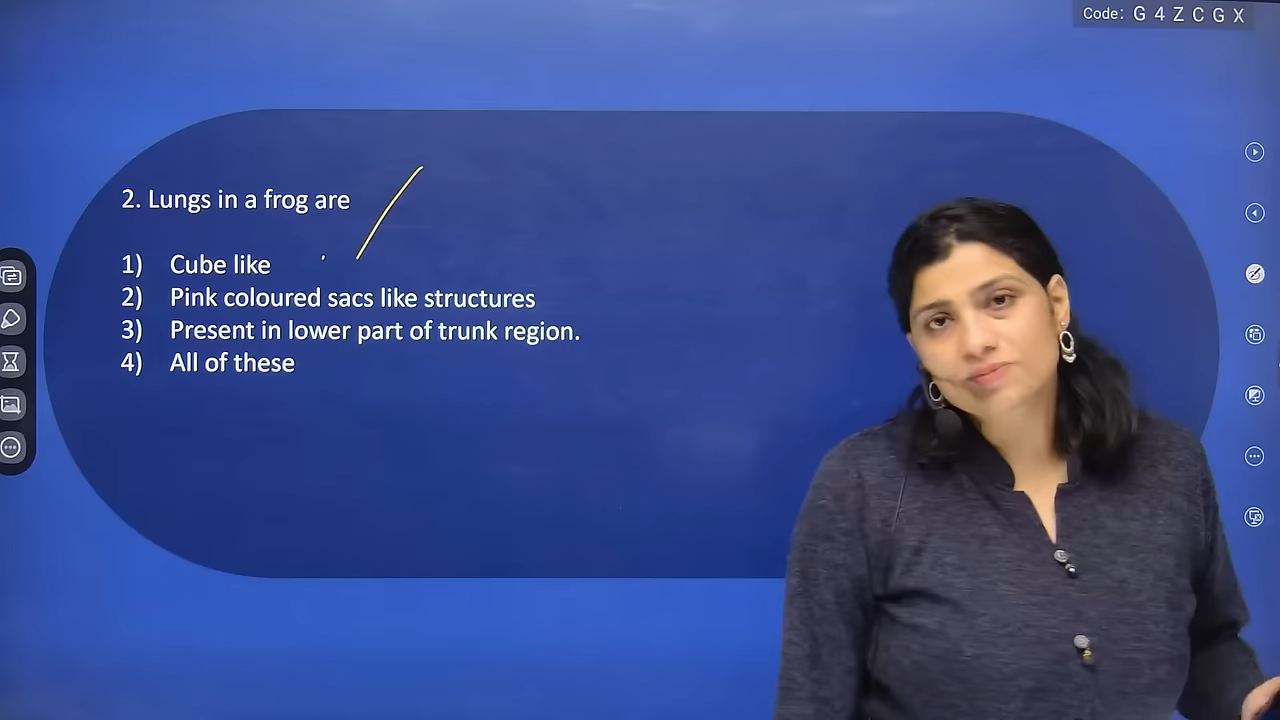 Code: G 4 Z C G X
2. Lungs in a frog are
1) Cube like
2) Pink coloured sacs like structures
3) Present in lower part of trunk region.
4) All of these